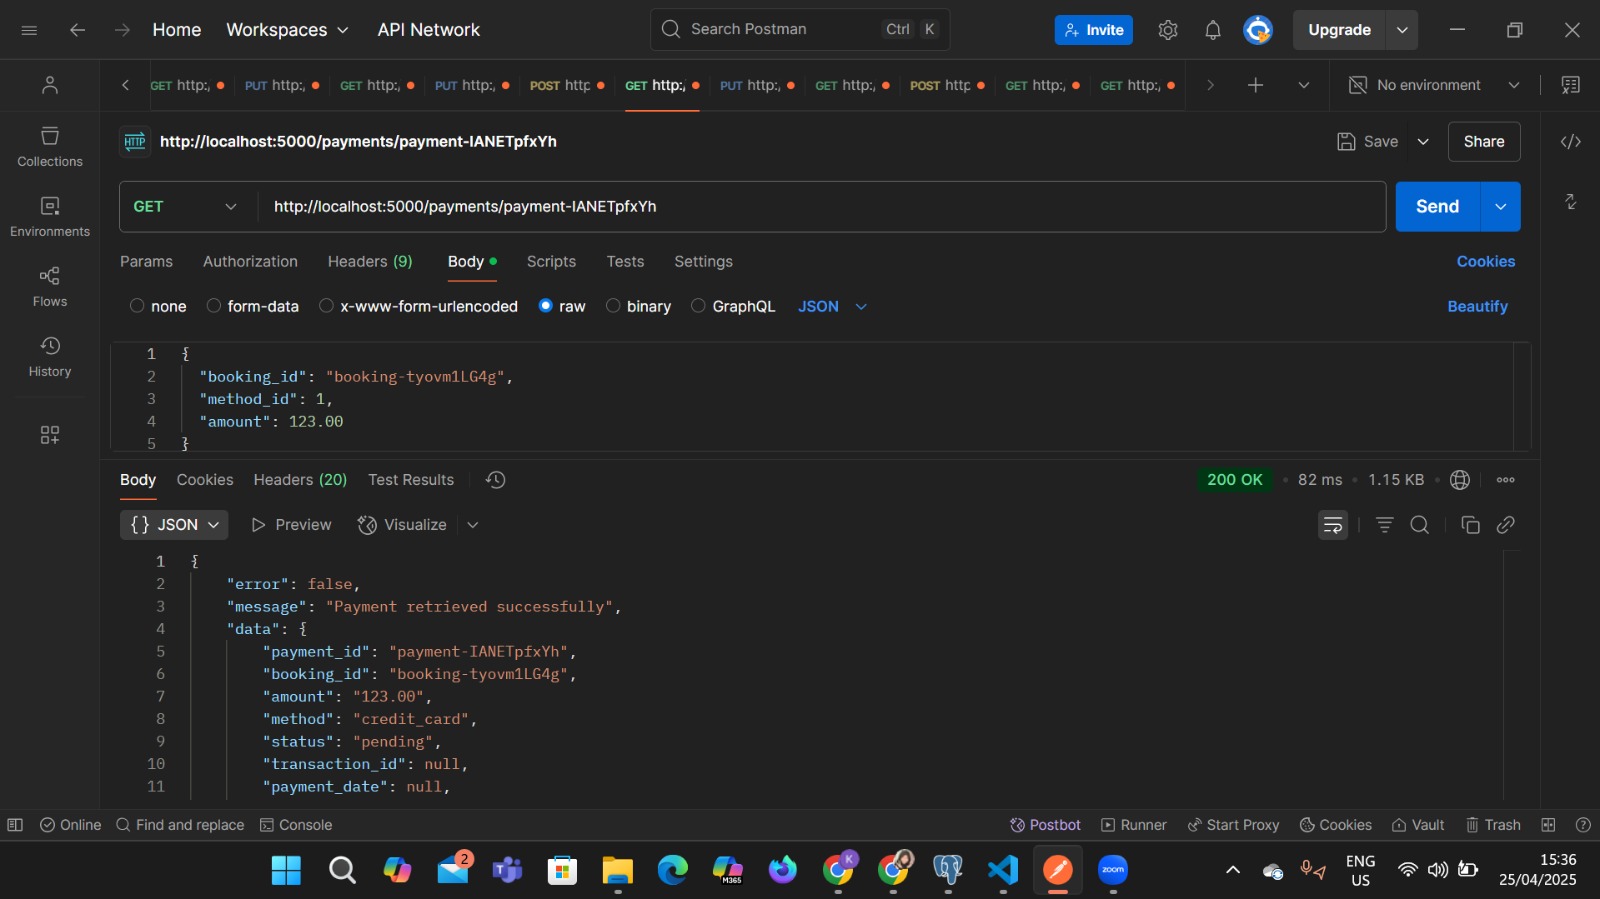 Home Workspaces API Network Search Postman Ctrl K Invite Upgrade
GET http:/ PUT http:/ GET http:/ PUT http:/ POST http GET http:/ PUT http:/ GET http:/ POST http GET http:/ GET http:/ No environment
HTTP http://localhost:5000/payments/payment-IANETpfxYh Save Share
Collections
GET http://localhost:5000/payments/payment-IANETpfxYh Send
Environments
Params Authorization Headers (9) Body Scripts Tests Settings Cookies
Flows
none form-data x-www-form-urlencoded raw binary GraphQL JSON Beautify
History
1 {
2 "booking_id": "booking-tyovm1LG4g",
3 "method_id": 1,
4 "amount": 123.00
5 }
Body Cookies Headers (20) Test Results 200 OK 82 ms 1.15 KB
{} JSON Preview Visualize
1 {
2 "error": false,
3 "message": "Payment retrieved successfully",
4 "data": {
5 "payment_id": "payment-IANETpfxYh",
6 "booking_id": "booking-tyovm1LG4g",
7 "amount": "123.00",
8 "method": "credit_card",
9 "status": "pending",
10 "transaction_id": null,
11 "payment_date": null,
Online Find and replace Console Postbot Runner Start Proxy Cookies Vault Trash
2 M365 K zoom ENG 15:36
US 25/04/2025